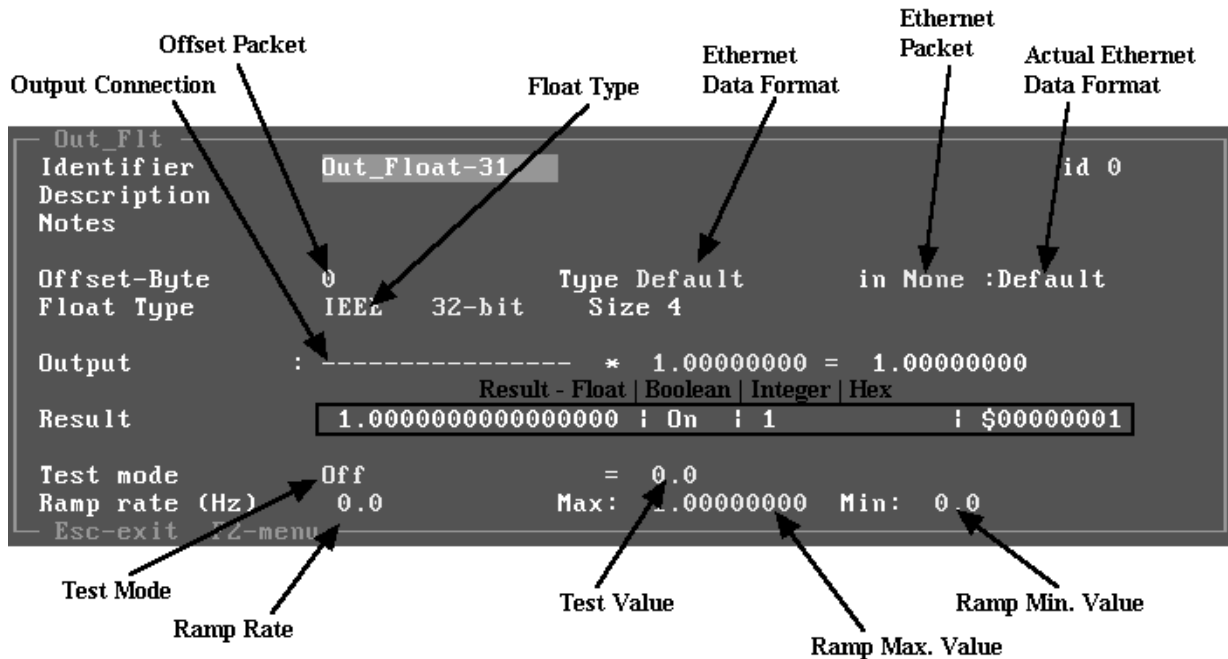 Ethernet
Packet
Offset Packet
Ethernet
Data Format
Actual Ethernet
Data Format
Output Connection
Float Type
Out_Flt
Identifier Out_Float-31 id 0
Description
Notes
Offset-Byte 0 Type Default in None :Default
Float Type IEEE 32-bit Size 4
Output : ---------------- * 1.00000000 = 1.00000000
Result - Float | Boolean | Integer | Hex
Result 1.0000000000000000 ¦ On ¦ 1 ¦ $00000001
Test mode Off = 0.0
Ramp rate (Hz) 0.0 Max: 1.00000000 Min: 0.0
Esc-exit F2-menu
Test Mode
Test Value
Ramp Min. Value
Ramp Rate
Ramp Max. Value